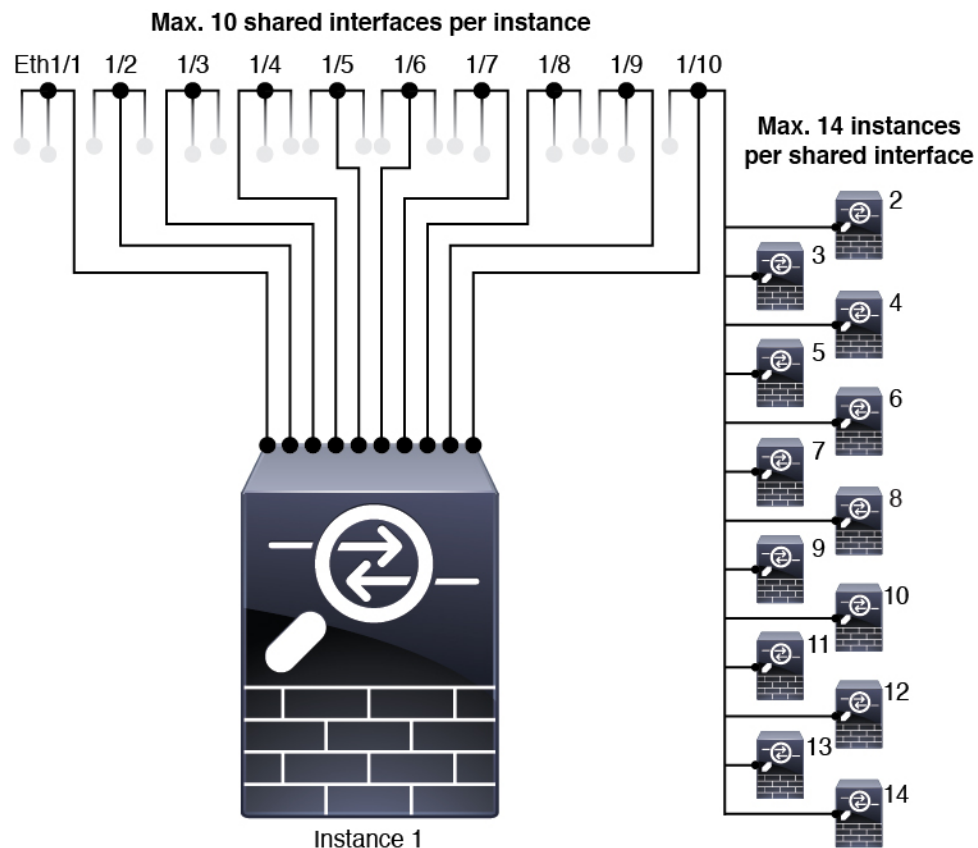 Max. 10 shared interfaces per instance
Eth1/1 1/2 1/3 1/4 1/5 1/6 1/7 1/8 1/9 1/10
Max. 14 instances
per shared interface
2
3
4
5
6
7
8
9
10
11
12
13
14
Instance 1